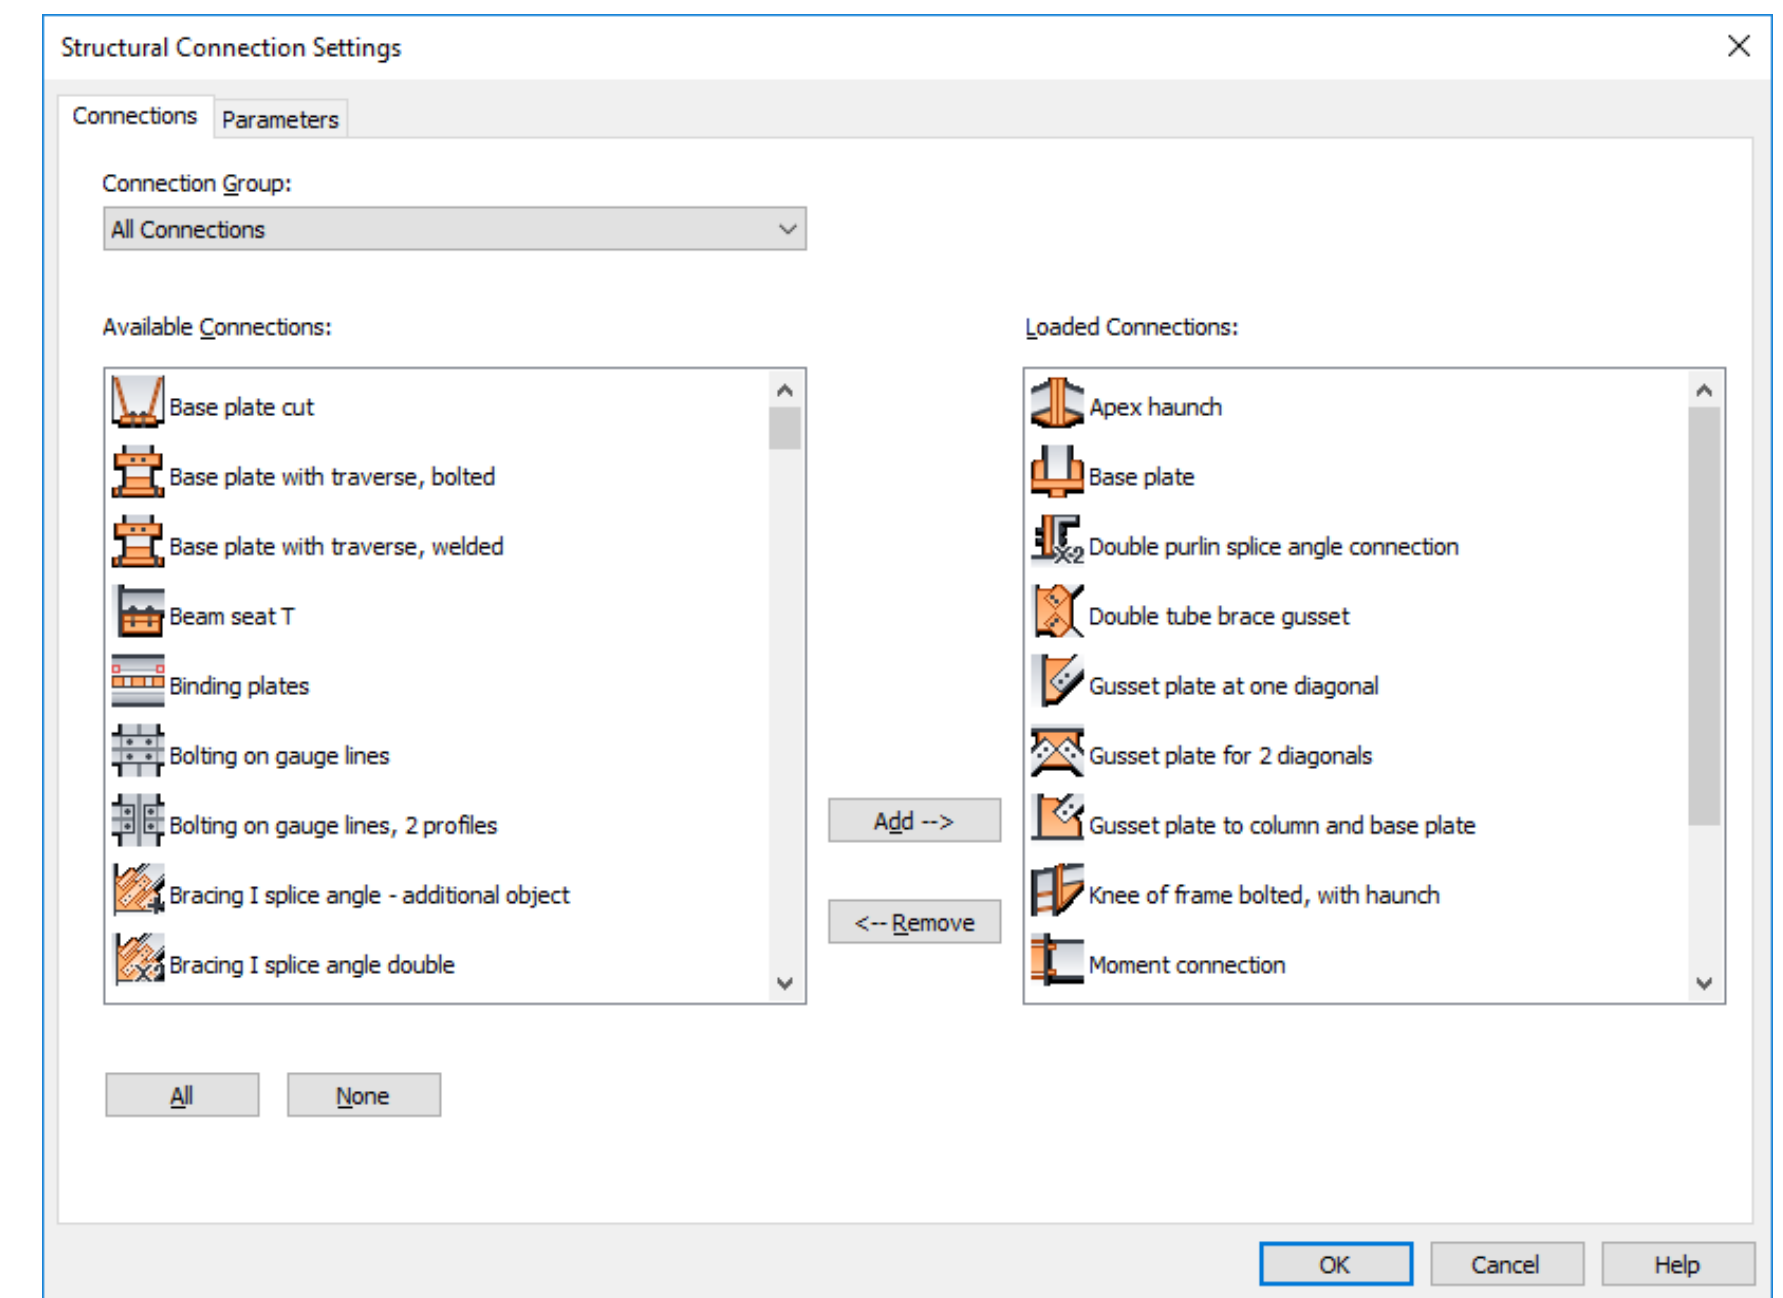 Structural Connection Settings
Connections
Parameters
Connection Group:
All Connections
Available Connections:
Base plate cut
Base plate with traverse, bolted
Base plate with traverse, welded
Beam seat T
Binding plates
Bolting on gauge lines
Bolting on gauge lines, 2 profiles
Bracing I splice angle - additional object
Bracing I splice angle double
Add -->
<-- Remove
Loaded Connections:
Apex haunch
Base plate
X2
Double purlin splice angle connection
Double tube brace gusset
Gusset plate at one diagonal
Gusset plate for 2 diagonals
Gusset plate to column and base plate
Knee of frame bolted, with haunch
Moment connection
All
None
OK
Cancel
Help